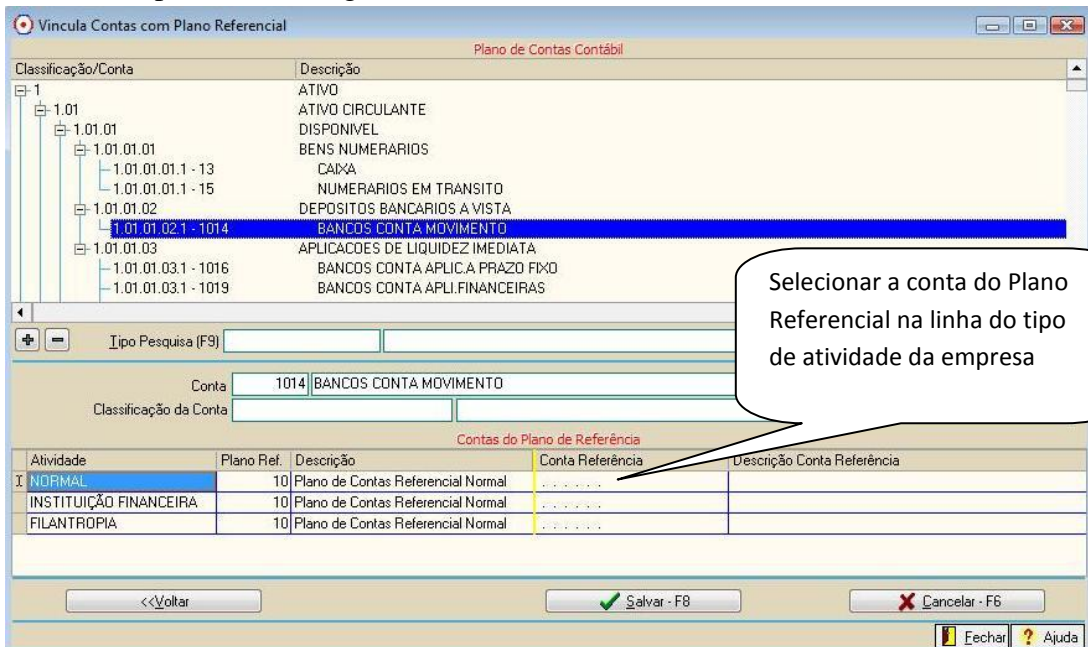 Vincula Contas com Plano Referencial
Plano de Contas Contábil
Classificação/Conta Descrição
1 ATIVO
1.01 ATIVO CIRCULANTE
1.01.01 DISPONIVEL
1.01.01.01 BENS NUMERARIOS
1.01.01.01.1 - 13 CAIXA
1.01.01.01.1 - 15 NUMERARIOS EM TRANSITO
1.01.01.02 DEPOSITOS BANCARIOS A VISTA
1.01.01.02.1 - 1014 BANCOS CONTA MOVIMENTO
1.01.01.03 APLICACOES DE LIQUIDEZ IMEDIATA
1.01.01.03.1 - 1016 BANCOS CONTA APLIC.A PRAZO FIXO
1.01.01.03.1 - 1019 BANCOS CONTA APLI.FINANCEIRAS
Selecionar a conta do Plano
Referencial na linha do tipo
de atividade da empresa
Tipo Pesquisa (F9)
Conta 1014 BANCOS CONTA MOVIMENTO
Classificação da Conta
Contas do Plano de Referência
Atividade Plano Ref. Descrição Conta Referência Descrição Conta Referência
NORMAL 10 Plano de Contas Referencial Normal . . . . . .
INSTITUIÇÃO FINANCEIRA 10 Plano de Contas Referencial Normal . . . . . .
FILANTROPIA 10 Plano de Contas Referencial Normal . . . . . .
<<Voltar Salvar - F8 Cancelar - F6
Fechar ? Ajuda